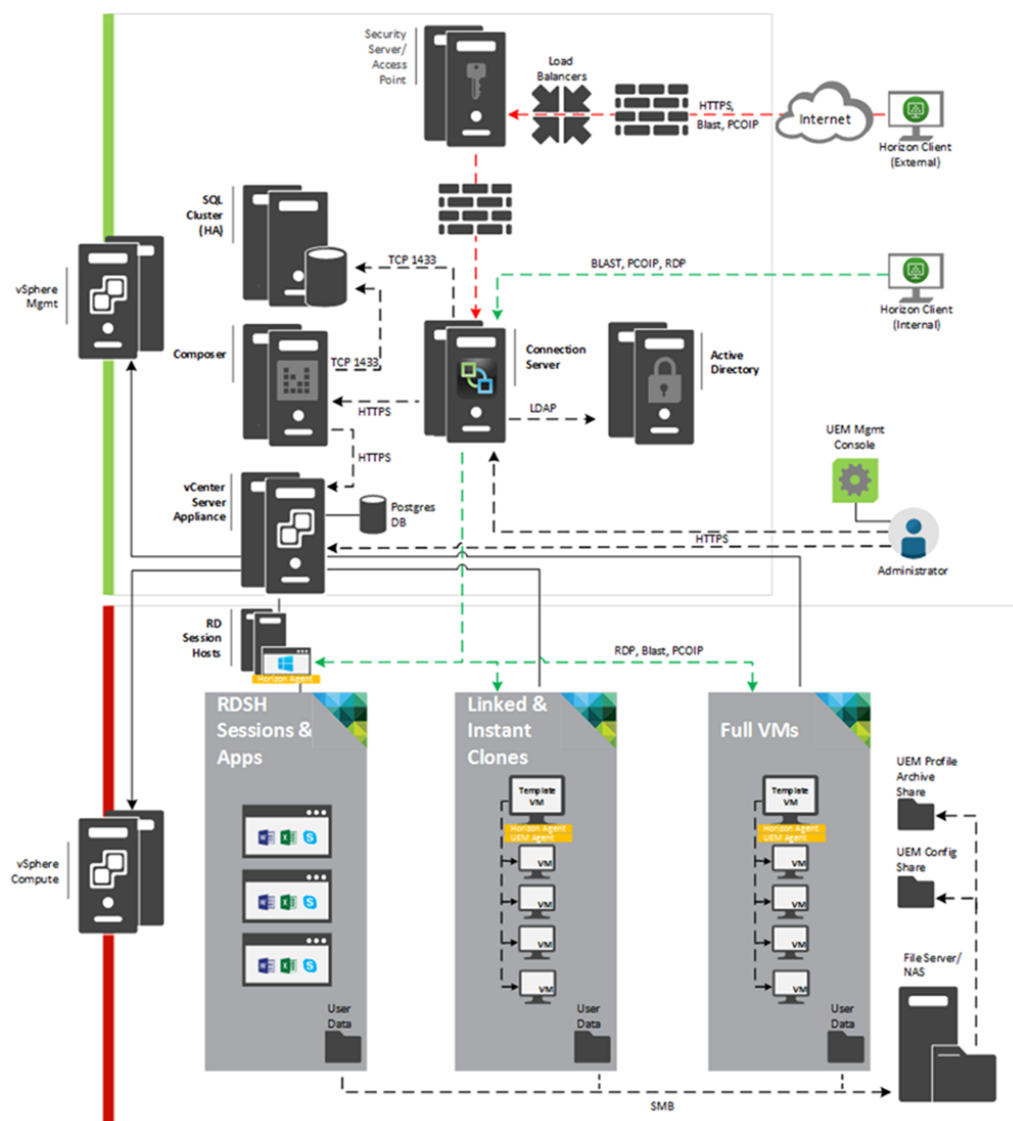 Security
Server/
Access
Point
Load
Balancers
HTTPS,
Blast, PCOIP
Internet
Horizon Client
(External)
SQL
Cluster
(HA)
TCP 1433
BLAST, PCOIP, RDP
Horizon Client
(Internal)
vSphere
Mgmt
Composer
TCP 1433
Connection
Server
Active
Directory
HTTPS
LDAP
UEM Mgmt
Console
HTTPS
vCenter
Server
Appliance
Postgres
DB
HTTPS
Administrator
RD
Session
Hosts
Horizon Agent
RDP, Blast, PCOIP
RDSH
Sessions &
Apps
Linked &
Instant
Clones
Full VMs
Template
VM
Horizon Agent
UEM Agent
VM
VM
VM
VM
Template
VM
Horizon Agent
UEM Agent
VM
VM
VM
VM
UEM Profile
Archive
Share
UEM Config
Share
vSphere
Compute
File Server/
NAS
User
Data
User
Data
User
Data
SMB